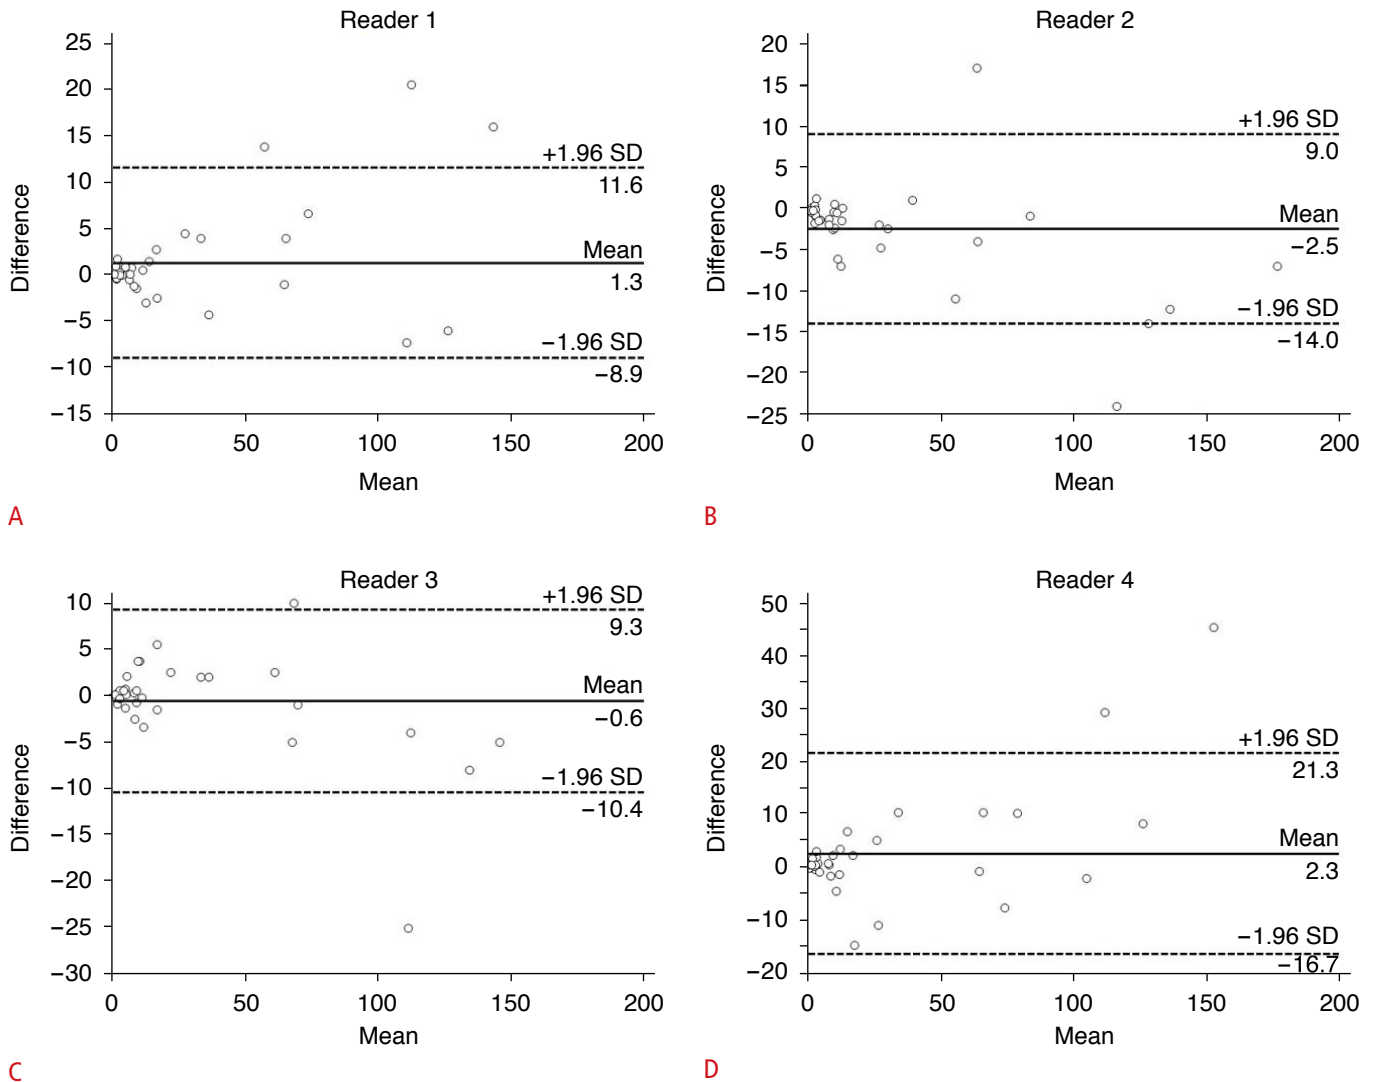 Reader 1
25
20
15
10
5
0
−5
−10
−15
Difference
+1.96 SD
11.6
Mean
1.3
−1.96 SD
−8.9
0 50 100 150 200
Mean
A
Reader 2
20
15
10
5
0
−5
−10
−15
−20
−25
Difference
+1.96 SD
9.0
Mean
−2.5
−1.96 SD
−14.0
0 50 100 150 200
Mean
B
Reader 3
10
5
0
−5
−10
−15
−20
−25
−30
Difference
+1.96 SD
9.3
Mean
−0.6
−1.96 SD
−10.4
0 50 100 150 200
Mean
C
Reader 4
50
40
30
20
10
0
−10
−20
Difference
+1.96 SD
21.3
Mean
2.3
−1.96 SD
−16.7
0 50 100 150 200
Mean
D